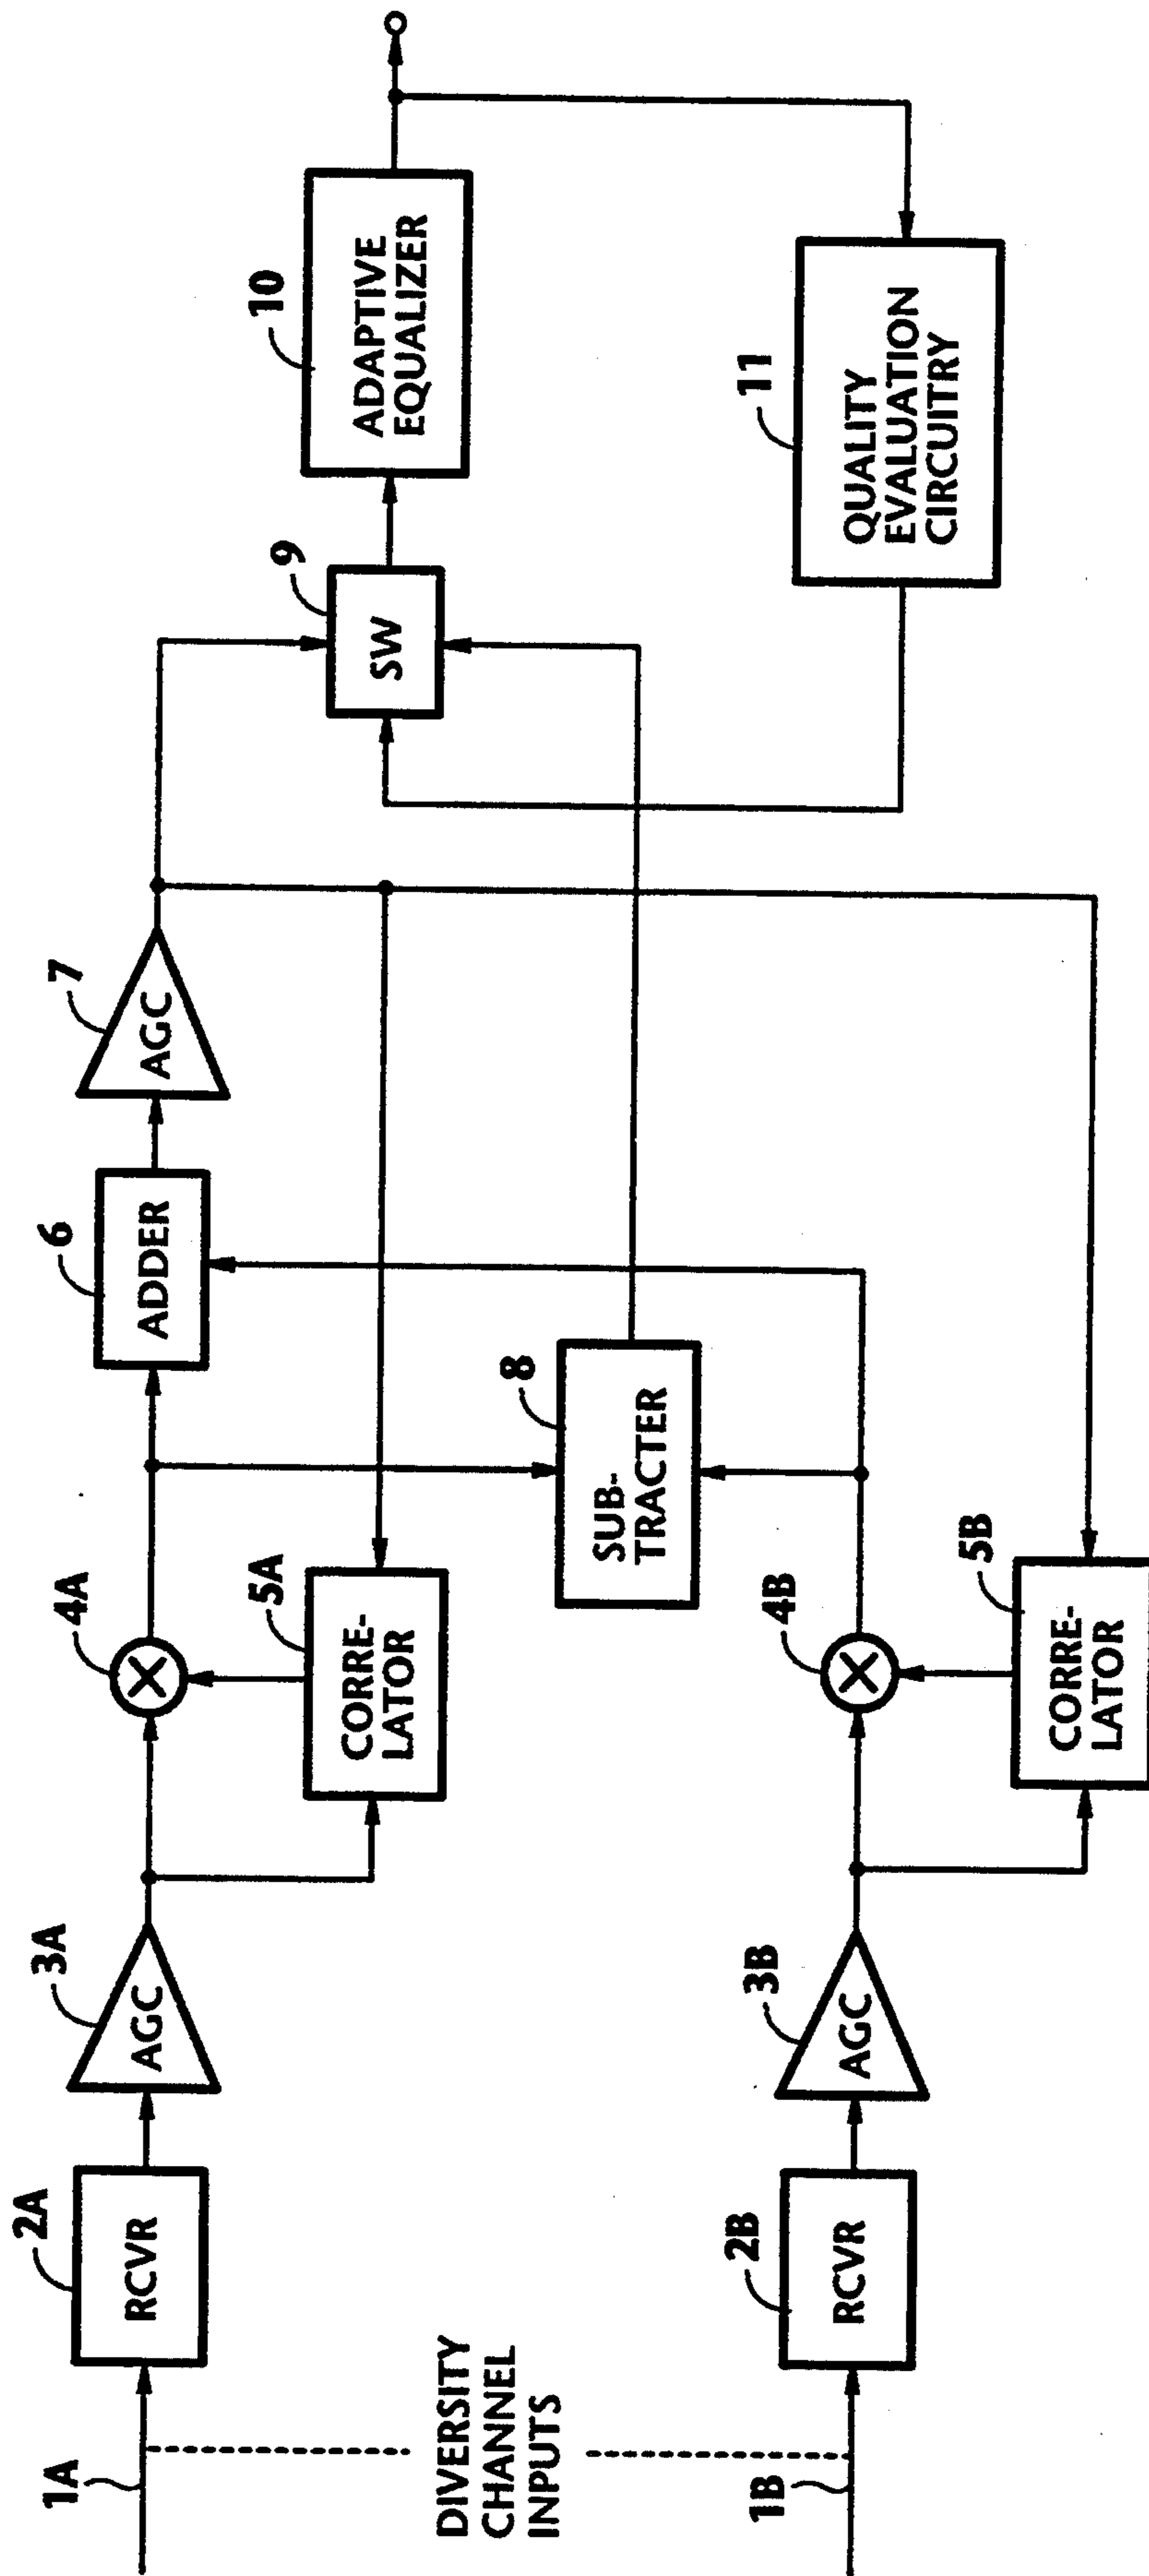 1A
2A
RCVR
3A
AGC
4A
5A
CORRE-
LATOR
6
ADDER
7
AGC
8
SUB-
TRACTER
9
SW
10
ADAPTIVE
EQUALIZER
11
QUALITY
EVALUATION
CIRCUITRY
DIVERSITY
CHANNEL
INPUTS
1B
2B
RCVR
3B
AGC
4B
5B
CORRE-
LATOR